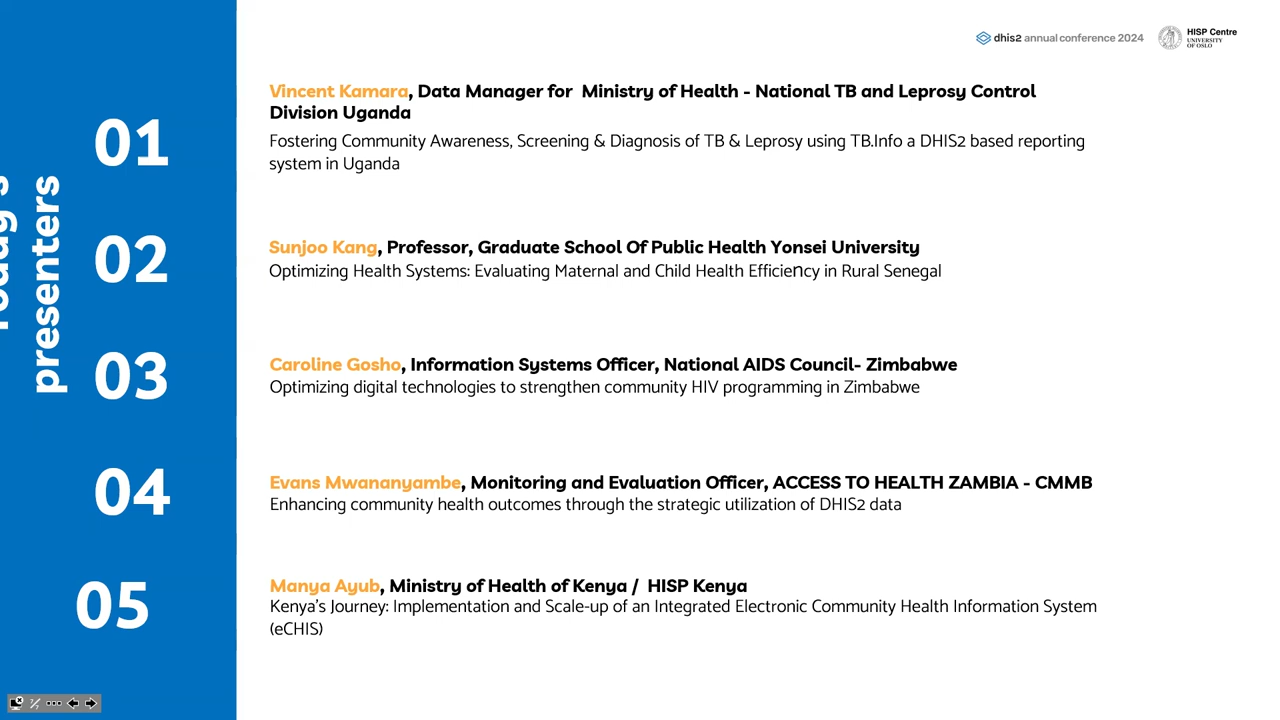 dhis2 annual conference 2024
HISP Centre
UNIVERSITY
OF OSLO
presenters
01
Vincent Kamara, Data Manager for Ministry of Health - National TB and Leprosy Control
Division Uganda
Fostering Community Awareness, Screening & Diagnosis of TB & Leprosy using TB.Info a DHIS2 based reporting
system in Uganda
02
Sunjoo Kang, Professor, Graduate School Of Public Health Yonsei University
Optimizing Health Systems: Evaluating Maternal and Child Health Efficiency in Rural Senegal
03
Caroline Gosho, Information Systems Officer, National AIDS Council- Zimbabwe
Optimizing digital technologies to strengthen community HIV programming in Zimbabwe
04
Evans Mwananyambe, Monitoring and Evaluation Officer, ACCESS TO HEALTH ZAMBIA - CMMB
Enhancing community health outcomes through the strategic utilization of DHIS2 data
05
Manya Ayub, Ministry of Health of Kenya / HISP Kenya
Kenya's Journey: Implementation and Scale-up of an Integrated Electronic Community Health Information System
(eCHIS)